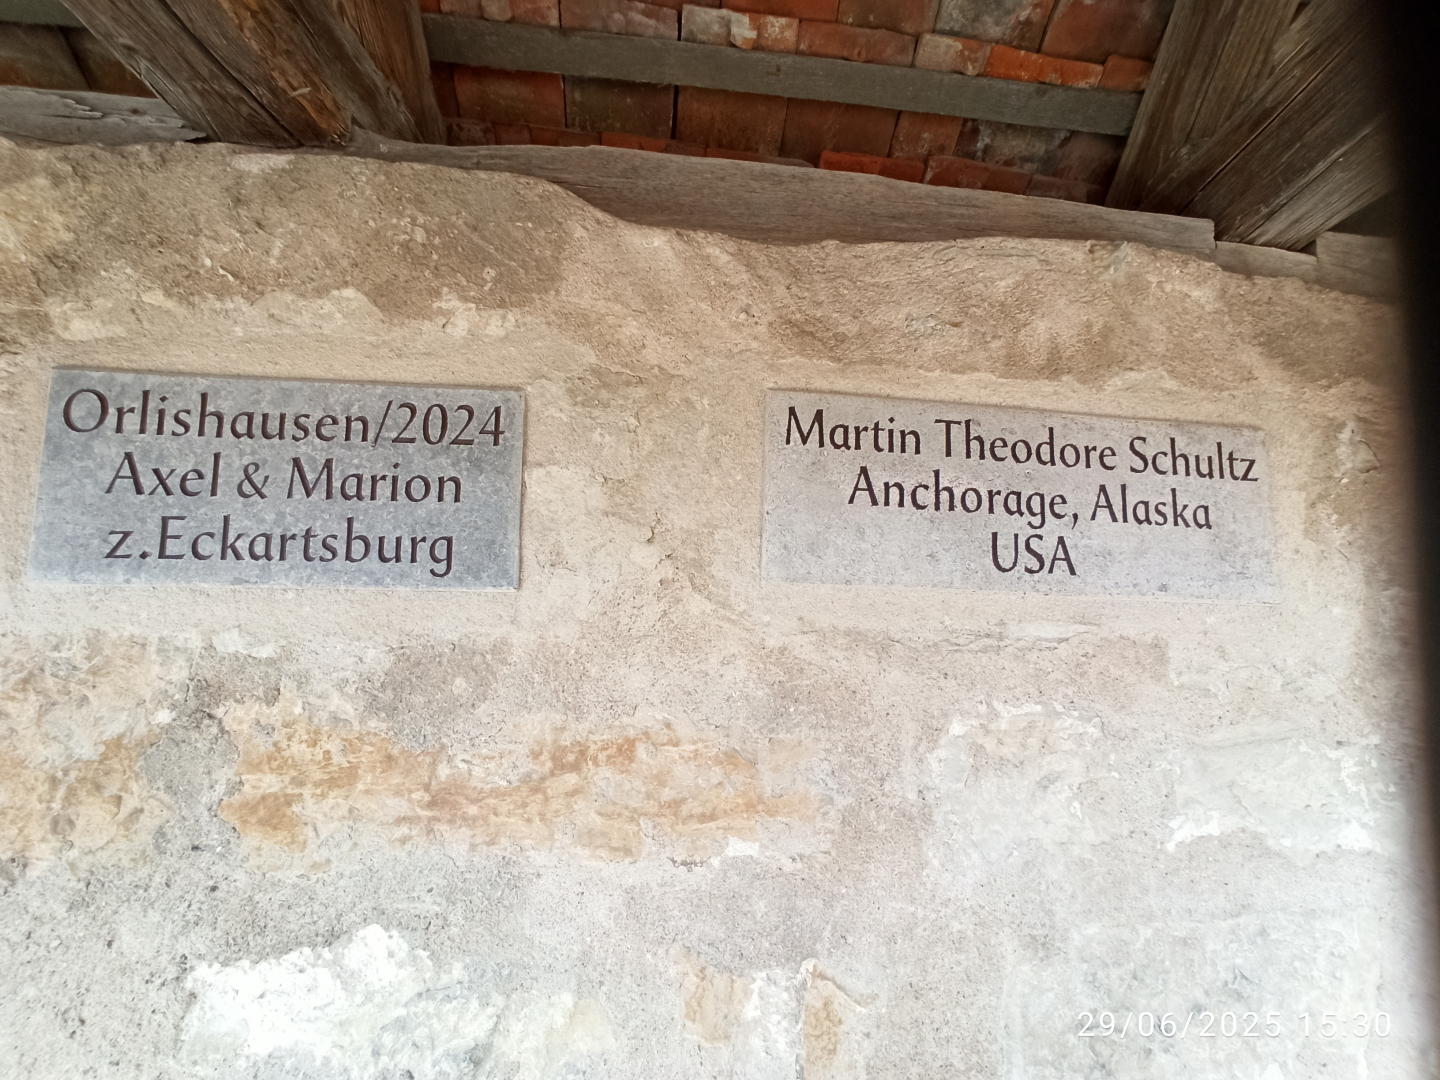 Orlishausen/2024
Axel & Marion
z.Eckartsburg
Martin Theodore Schultz
Anchorage, Alaska
USA
29/06/2025 15:30